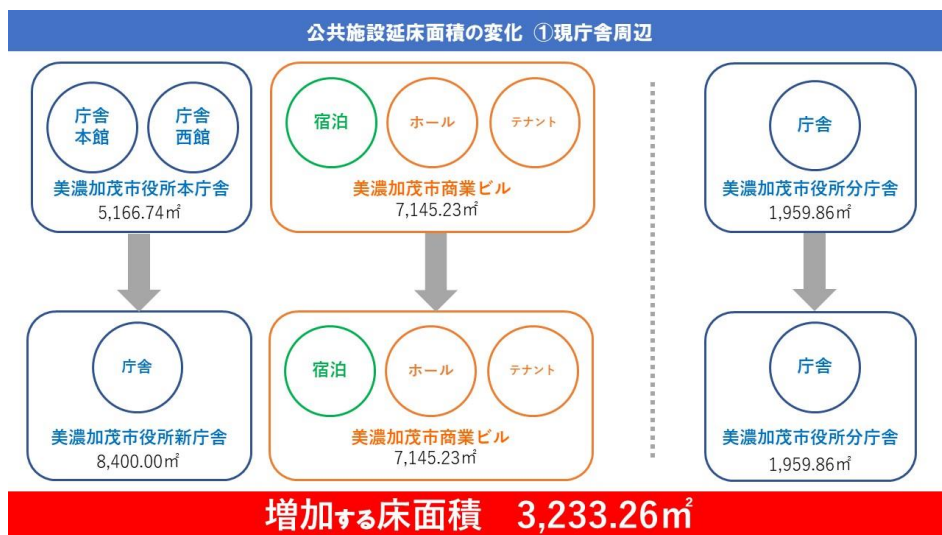 公共施設延床面積の変化 ①現庁舎周辺
庁舎
本館
庁舎
西館
美濃加茂市役所本庁舎
5,166.74㎡
宿泊
ホール
テナント
美濃加茂市商業ビル
7,145.23㎡
庁舎
美濃加茂市役所分庁舎
1,959.86㎡
庁舎
美濃加茂市役所新庁舎
8,400.00㎡
宿泊
ホール
テナント
美濃加茂市商業ビル
7,145.23㎡
庁舎
美濃加茂市役所分庁舎
1,959.86㎡
増加する床面積 3,233.26㎡